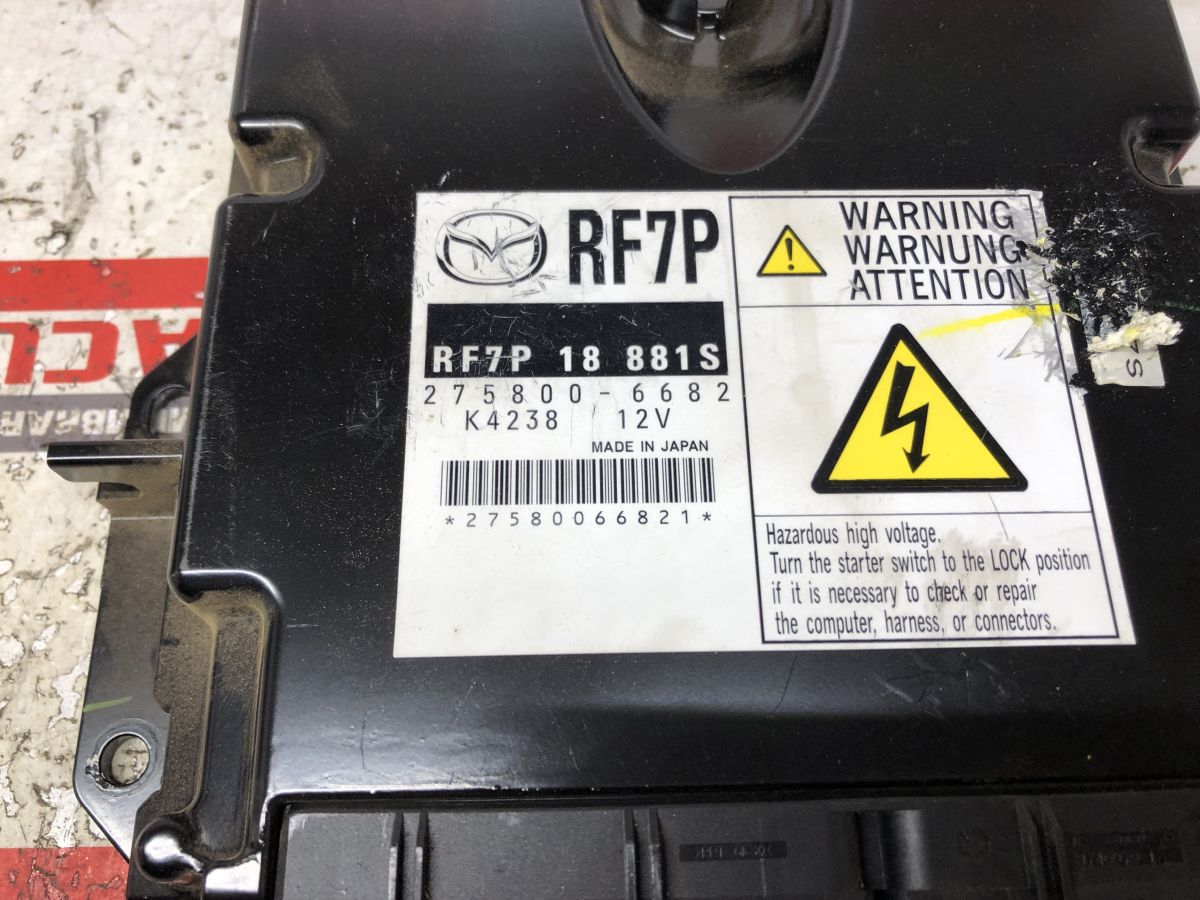 RF7P
RF7P 18 881S
275800-6682
K4238 12V
MADE IN JAPAN
*27580066821*
WARNING
WARNUNG
ATTENTION
Hazardous high voltage.
Turn the starter switch to the LOCK position
if it is necessary to check or repair
the computer, harness, or connectors.